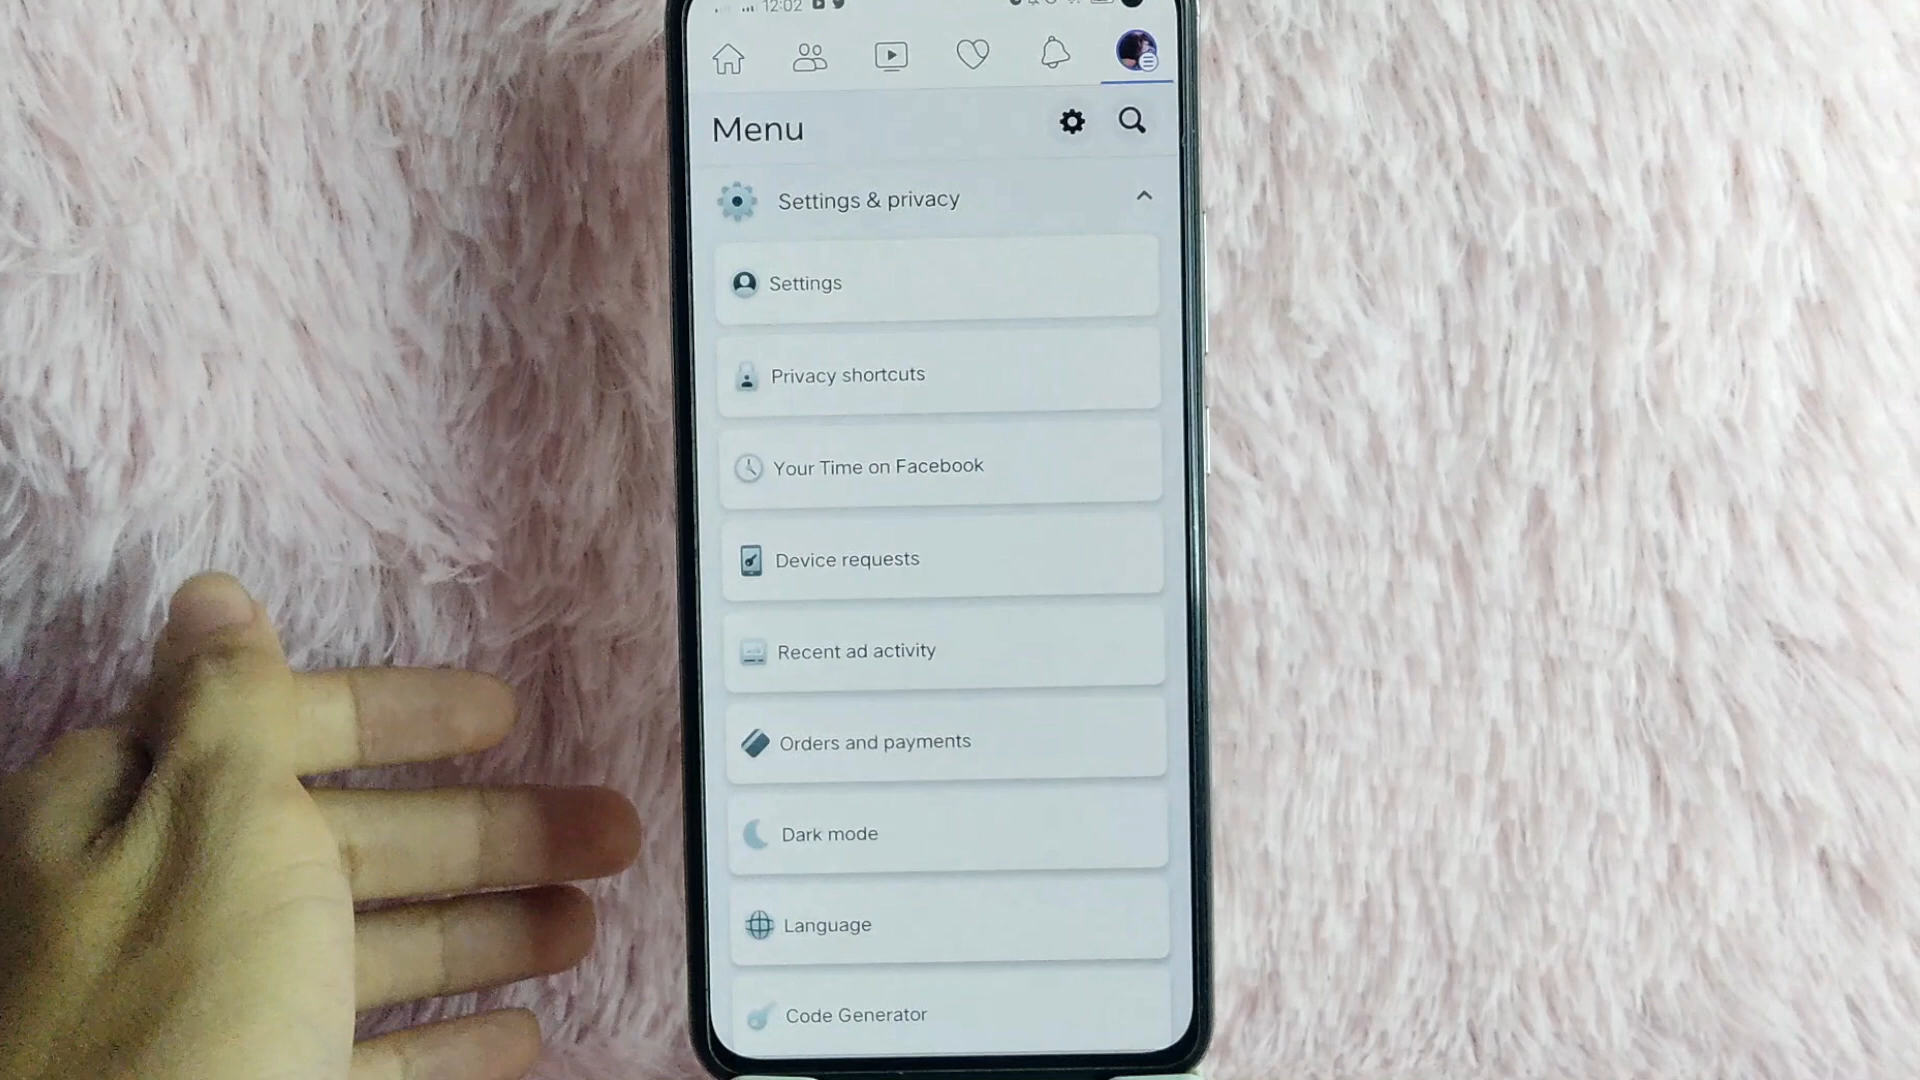 12:02
Menu
Settings & privacy
Settings
Privacy shortcuts
Your Time on Facebook
Device requests
Recent ad activity
Orders and payments
Dark mode
Language
Code Generator